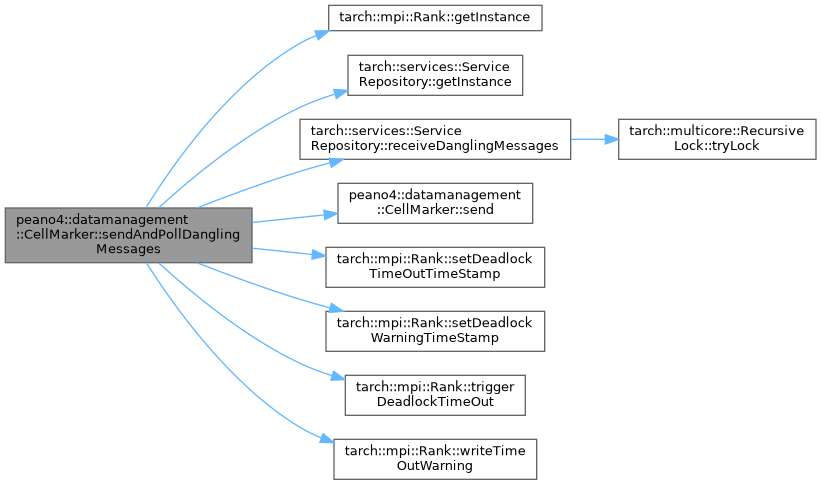 tarch::mpi::Rank::getInstance
tarch::services::Service
Repository::getInstance
tarch::services::Service
Repository::receiveDanglingMessages
tarch::multicore::Recursive
Lock::tryLock
peano4::datamanagement
::CellMarker::send
peano4::datamanagement
::CellMarker::sendAndPollDangling
Messages
tarch::mpi::Rank::setDeadlock
TimeOutTimeStamp
tarch::mpi::Rank::setDeadlock
WarningTimeStamp
tarch::mpi::Rank::trigger
DeadlockTimeOut
tarch::mpi::Rank::writeTime
OutWarning